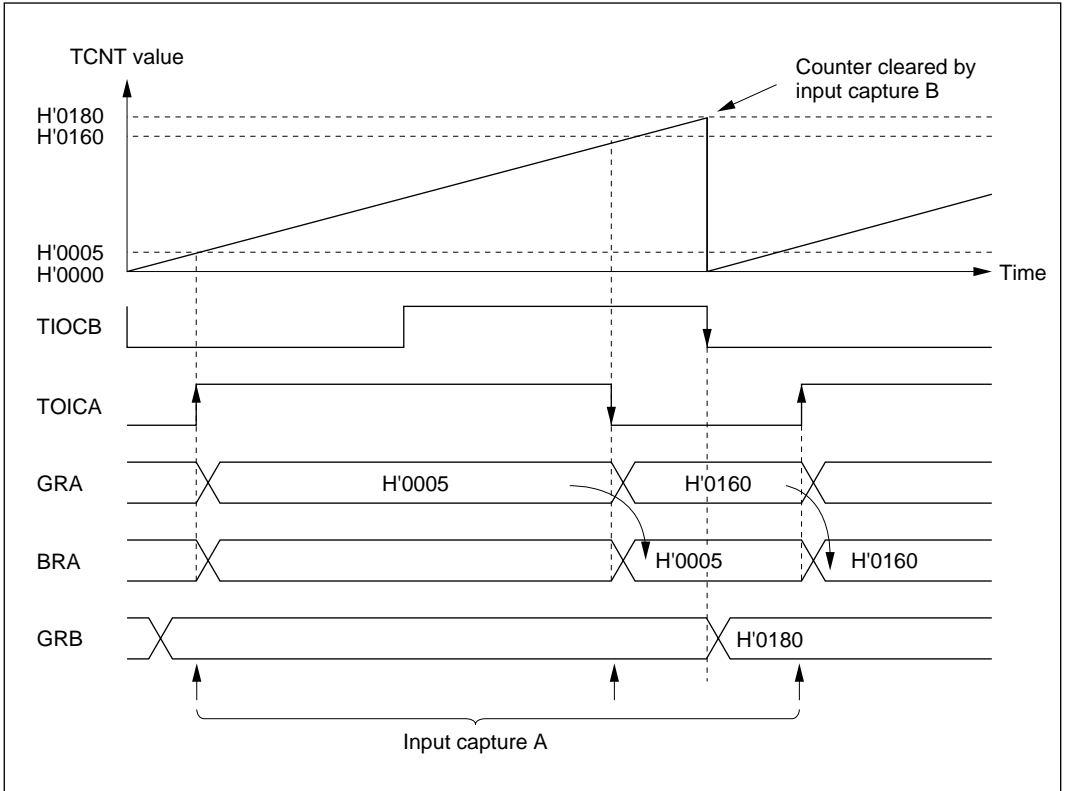 TCNT value
Counter cleared by
input capture B
H'0180
H'0160
H'0005
H'0000
Time
TIOCB
TOICA
GRA
H'0005
H'0160
BRA
H'0005
H'0160
GRB
H'0180
Input capture A